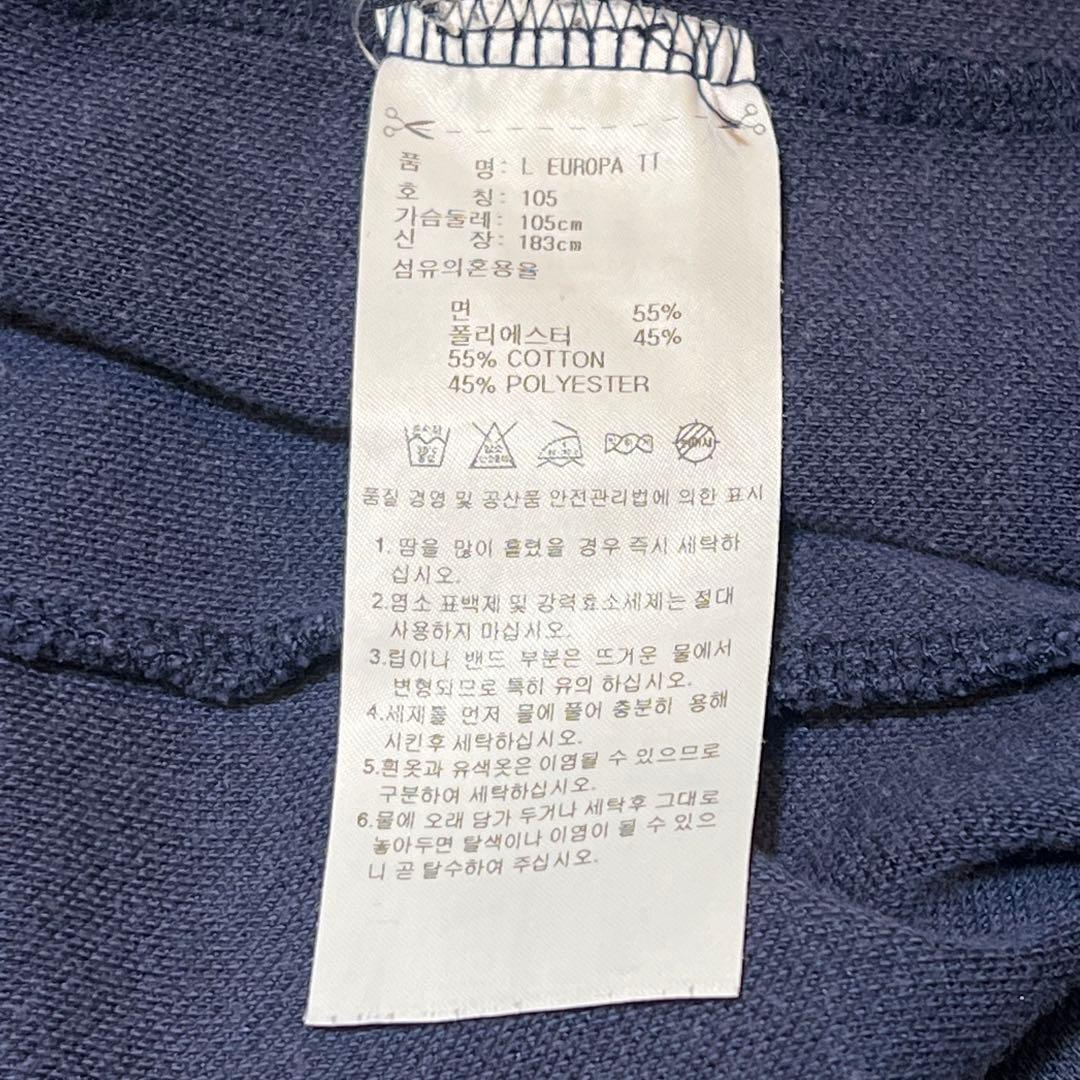 품 명: L EUROPA TT
호 칭: 105
가슴둘레: 105cm
신 장: 183cm
섬유의혼용율
면 55%
폴리에스터 45%
55% COTTON
45% POLYESTER
품질 경영 및 공산품 안전관리법에 의한 표시
1. 땀을 많이 흘렸을 경우 즉시 세탁하
십시오.
2.염소 표백제 및 강력효소세제는 절대
사용하지 마십시오.
3.립이나 밴드 부분은 뜨거운 물에서
변형되므로 특히 유의 하십시오.
4.세제를 먼저 물에 풀어 충분히 용해
시킨후 세탁하십시오.
5.흰옷과 유색옷은 이염될 수 있으므로
구분하여 세탁하십시오.
6.물에 오래 담가 두거나 세탁후 그대로
놓아두면 탈색이나 이염이 될 수 있으
니 곧 탈수하여 주십시오.